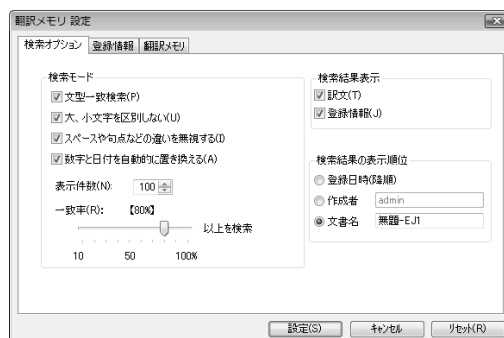 翻訳メモリ 設定
検索オプション 登録情報 翻訳メモリ
検索モード
文型一致検索(P)
大、小文字を区別しない(U)
スペースや句点などの違いを無視する(I)
数字と日付を自動的に置き換える(A)
表示件数(N): 100
一致率(R): 【80%】
以上を検索
10 50 100%
検索結果表示
訳文(T)
登録情報(J)
検索結果の表示順位
登録日時(降順)
作成者 admin
文書名 無題-EJ1
設定(S) キャンセル リセット(R)